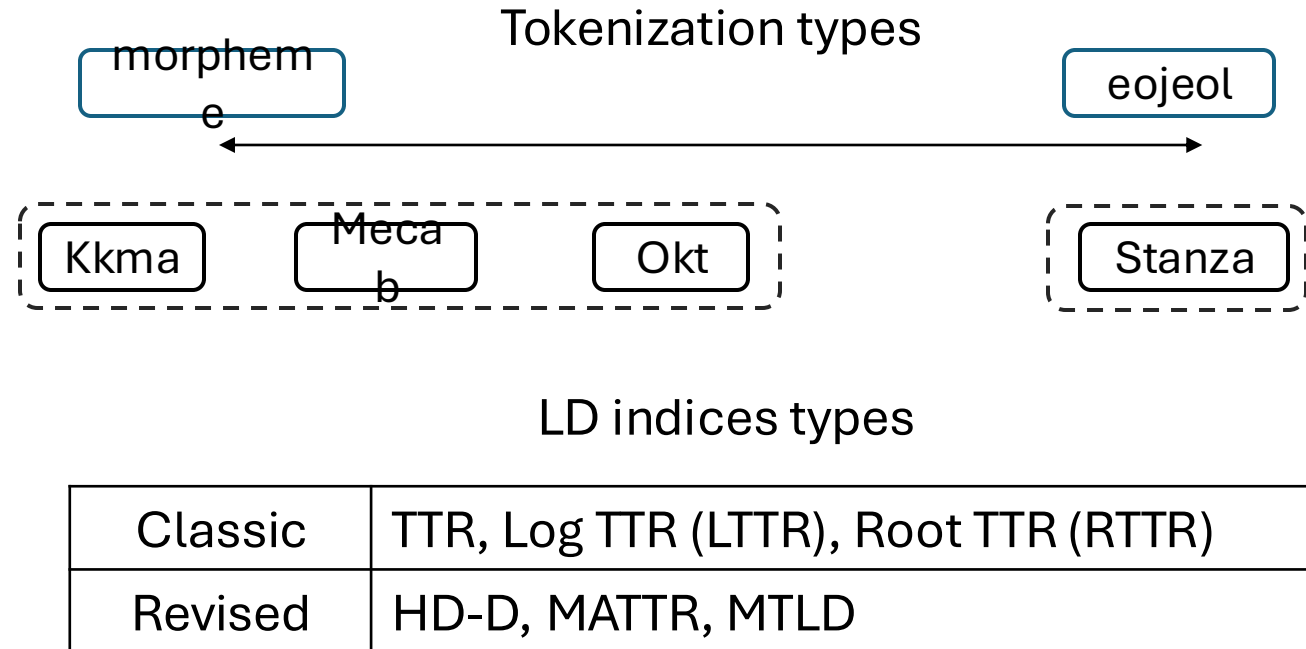 Tokenization types
morphem
e
eojeol
Kkma
Meca
b
Okt
Stanza
LD indices types
Classic TTR, Log TTR (LTTR), Root TTR (RTTR)
Revised HD-D, MATTR, MTLD